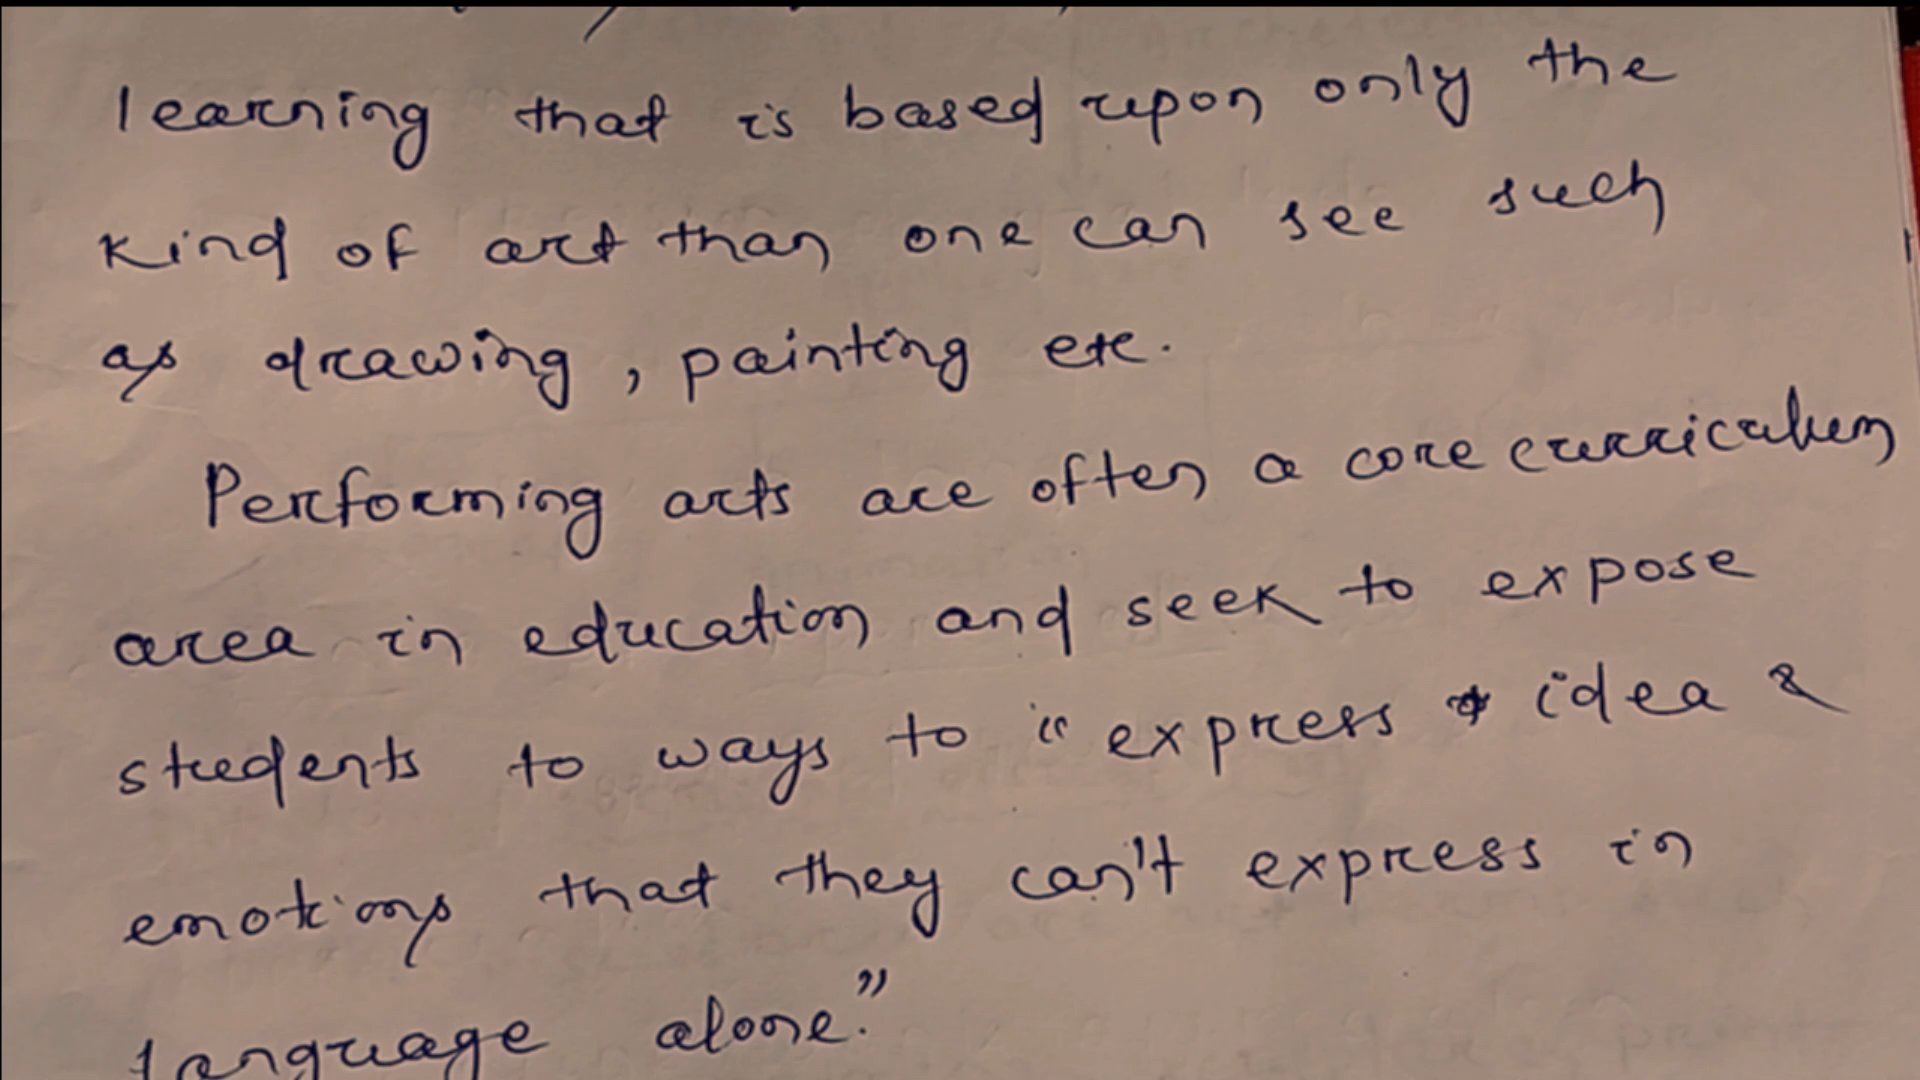 learning that is based upon only the
kind of art than one can see such
as drawing, painting etc.
Performing arts are often a core curriculum
area in education and seek to expose
students to ways to "express idea &
emotions that they can't express in
language alone."